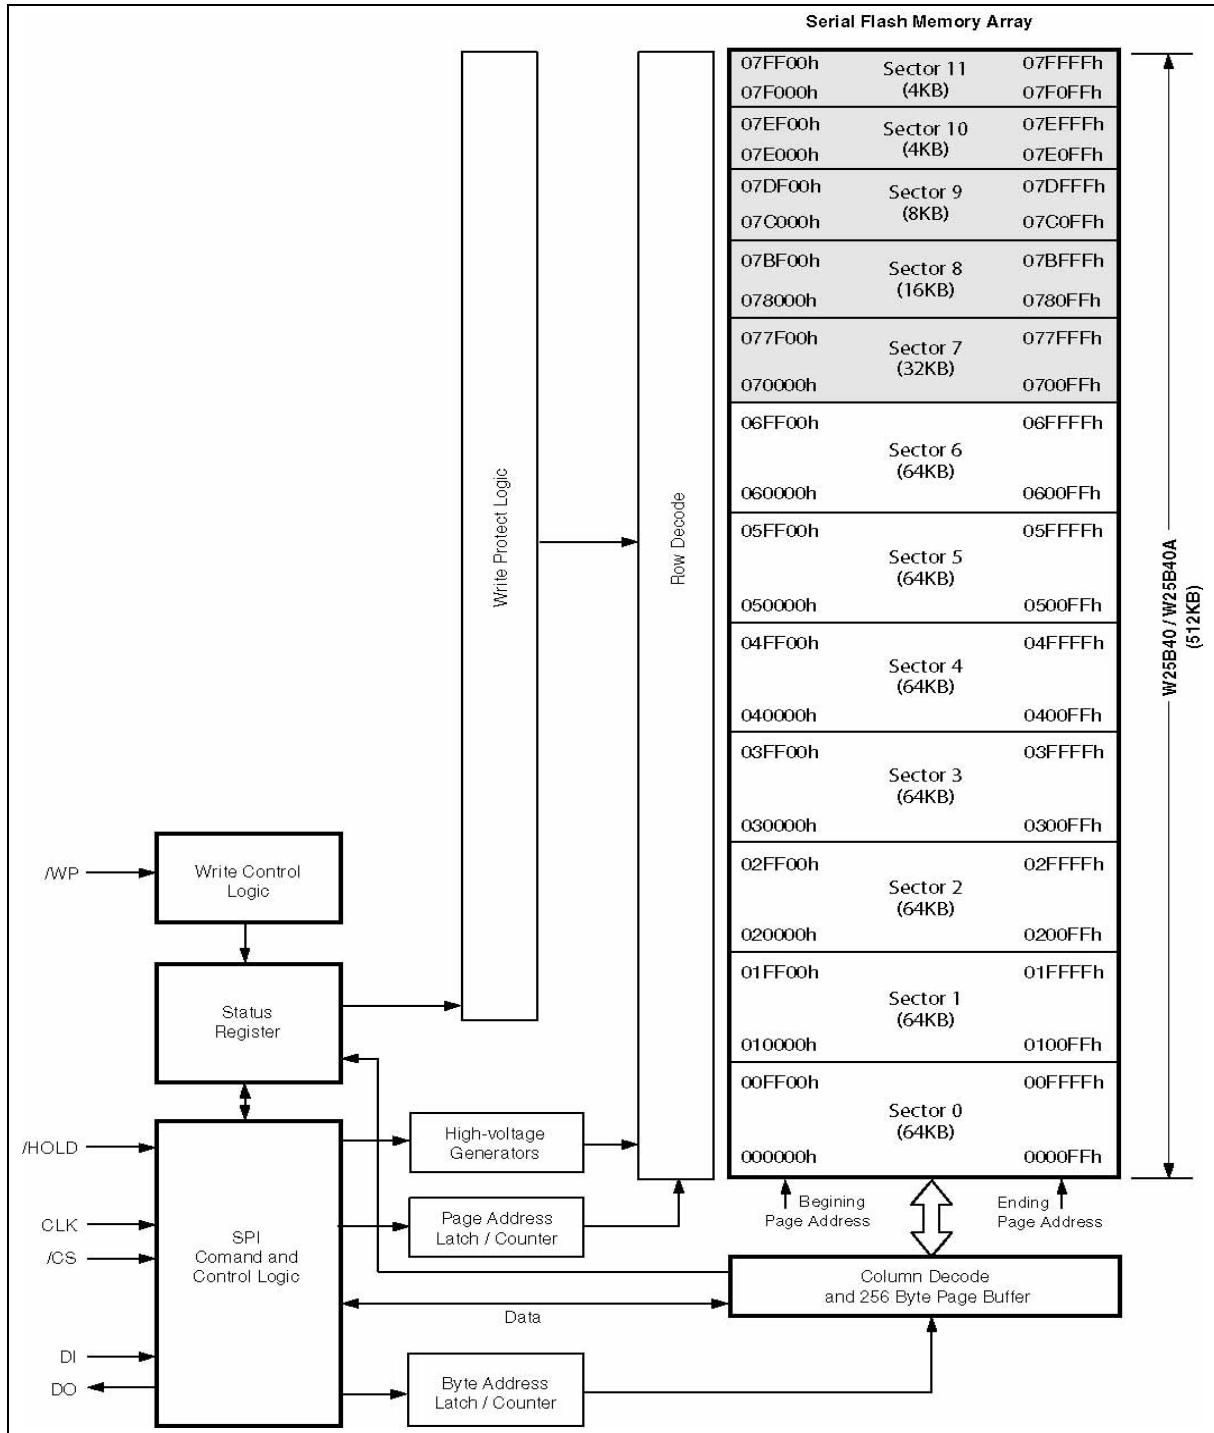 Serial Flash Memory Array
07FF00h Sector 11 07FFFFh
(4KB)
07F000h 07F0FFh
07EF00h Sector 10 07EFFFh
(4KB)
07E000h 07E0FFh
07DF00h Sector 9 07DFFFh
(8KB)
07C000h 07C0FFh
07BF00h Sector 8 07BFFFh
(16KB)
078000h 0780FFh
077F00h Sector 7 077FFFh
(32KB)
070000h 0700FFh
06FF00h 06FFFFh
Sector 6
(64KB)
060000h 0600FFh
05FF00h 05FFFFh
Sector 5
(64KB)
050000h 0500FFh
04FF00h 04FFFFh
Sector 4
(64KB)
040000h 0400FFh
03FF00h 03FFFFh
Sector 3
(64KB)
030000h 0300FFh
02FF00h 02FFFFh
Sector 2
(64KB)
020000h 0200FFh
01FF00h 01FFFFh
Sector 1
(64KB)
010000h 0100FFh
00FF00h 00FFFFh
Sector 0
(64KB)
000000h 0000FFh
Begining
Page Address
Ending
Page Address
W25B40 / W25B40A
(512KB)
Write Protect Logic
Row Decode
/WP
Write Control
Logic
Status
Register
/HOLD
CLK
/CS
DI
DO
SPI
Comand and
Control Logic
High-voltage
Generators
Page Address
Latch / Counter
Column Decode
and 256 Byte Page Buffer
Data
Byte Address
Latch / Counter